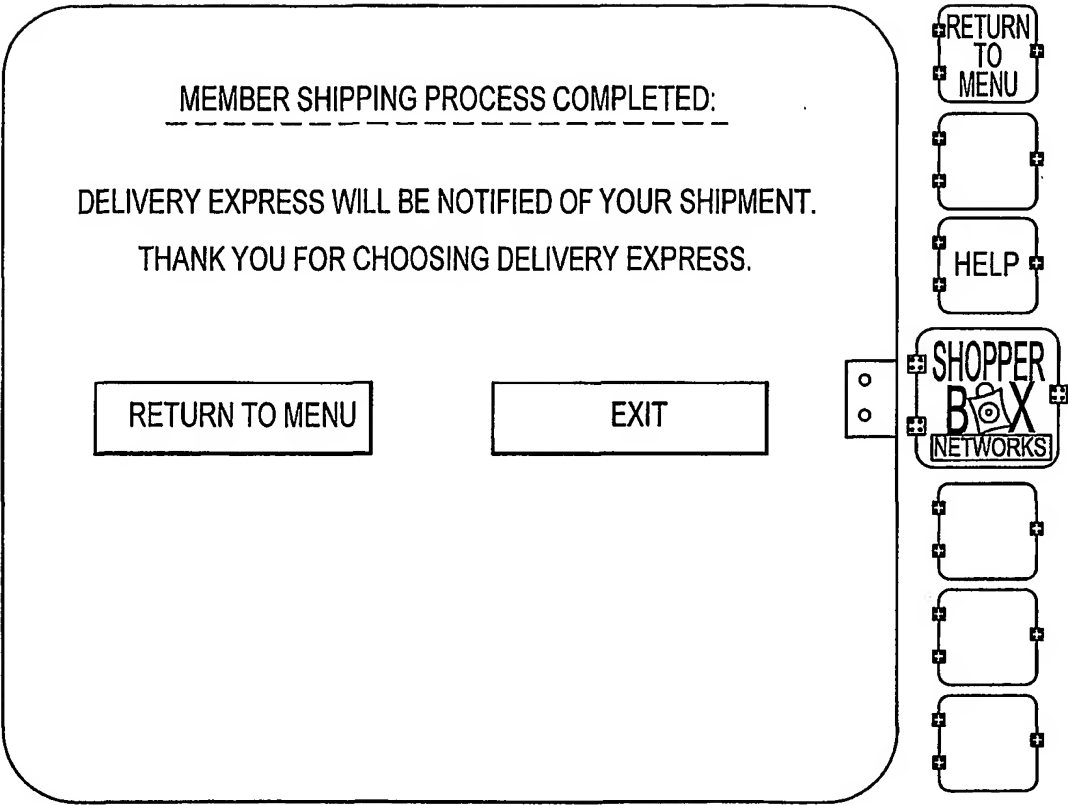 MEMBER SHIPPING PROCESS COMPLETED:
DELIVERY EXPRESS WILL BE NOTIFIED OF YOUR SHIPMENT.
THANK YOU FOR CHOOSING DELIVERY EXPRESS.
RETURN TO MENU
EXIT
RETURN
TO
MENU
HELP
SHOPPER
BOX
NETWORKS